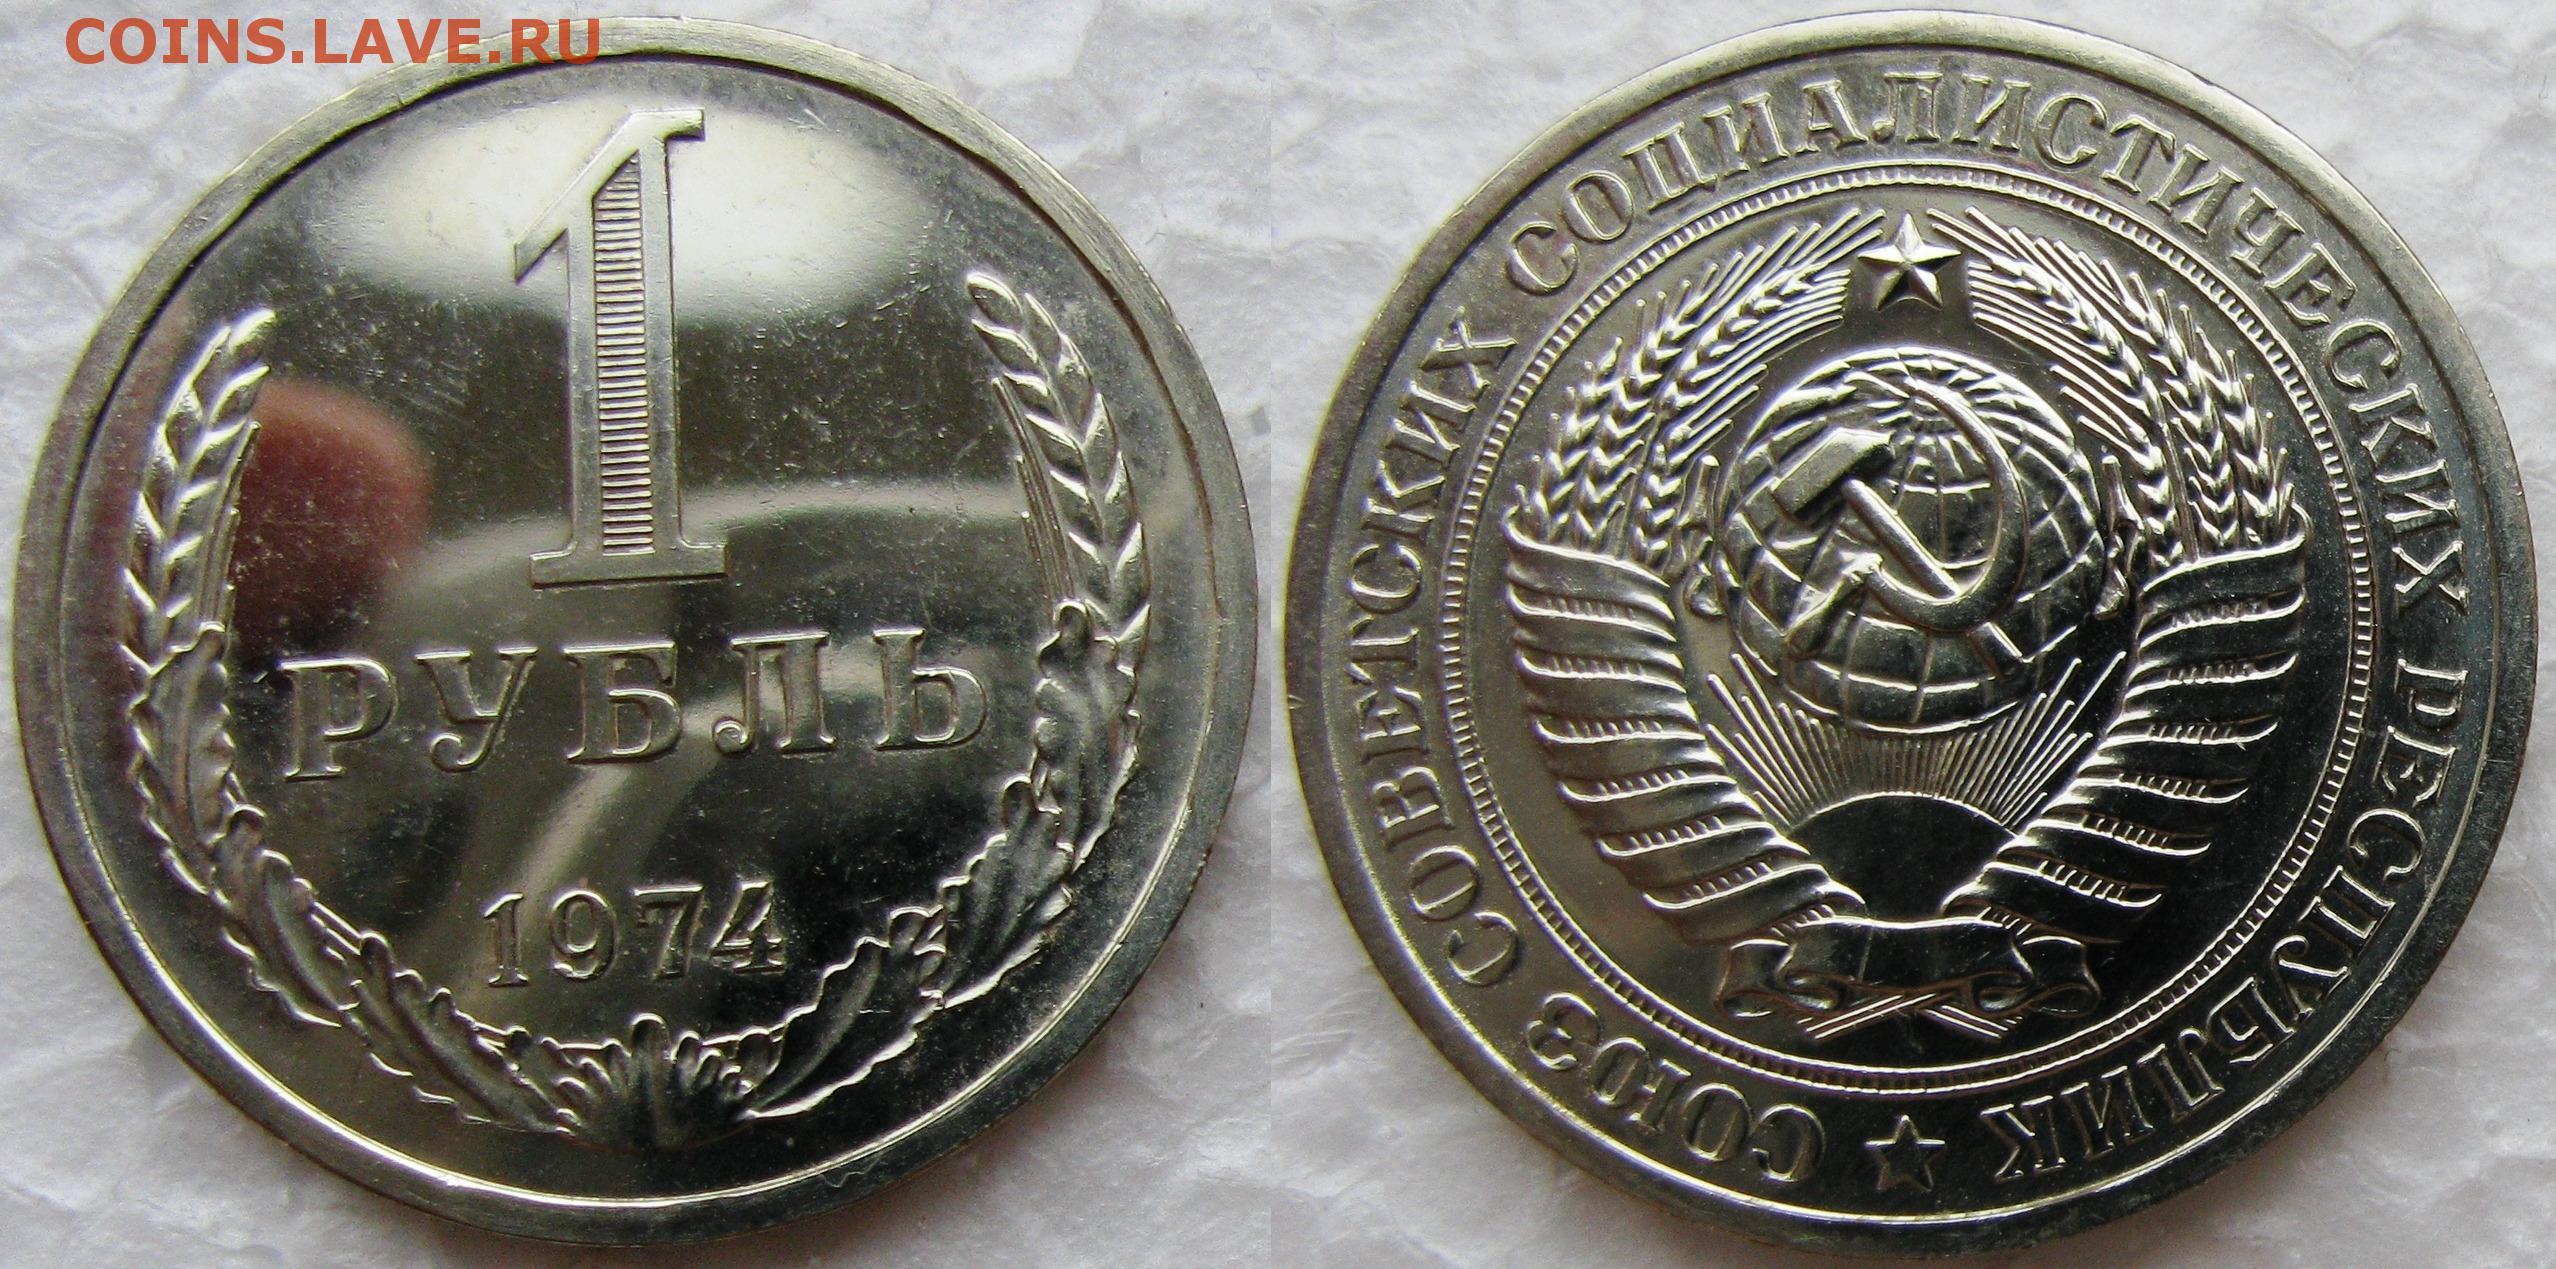 COINS.LAVE.RU
1
РУБЛЬ
1974
СОЮЗ СОВЕТСКИХ СОЦИАЛИСТИЧЕСКИХ РЕСПУБЛИК